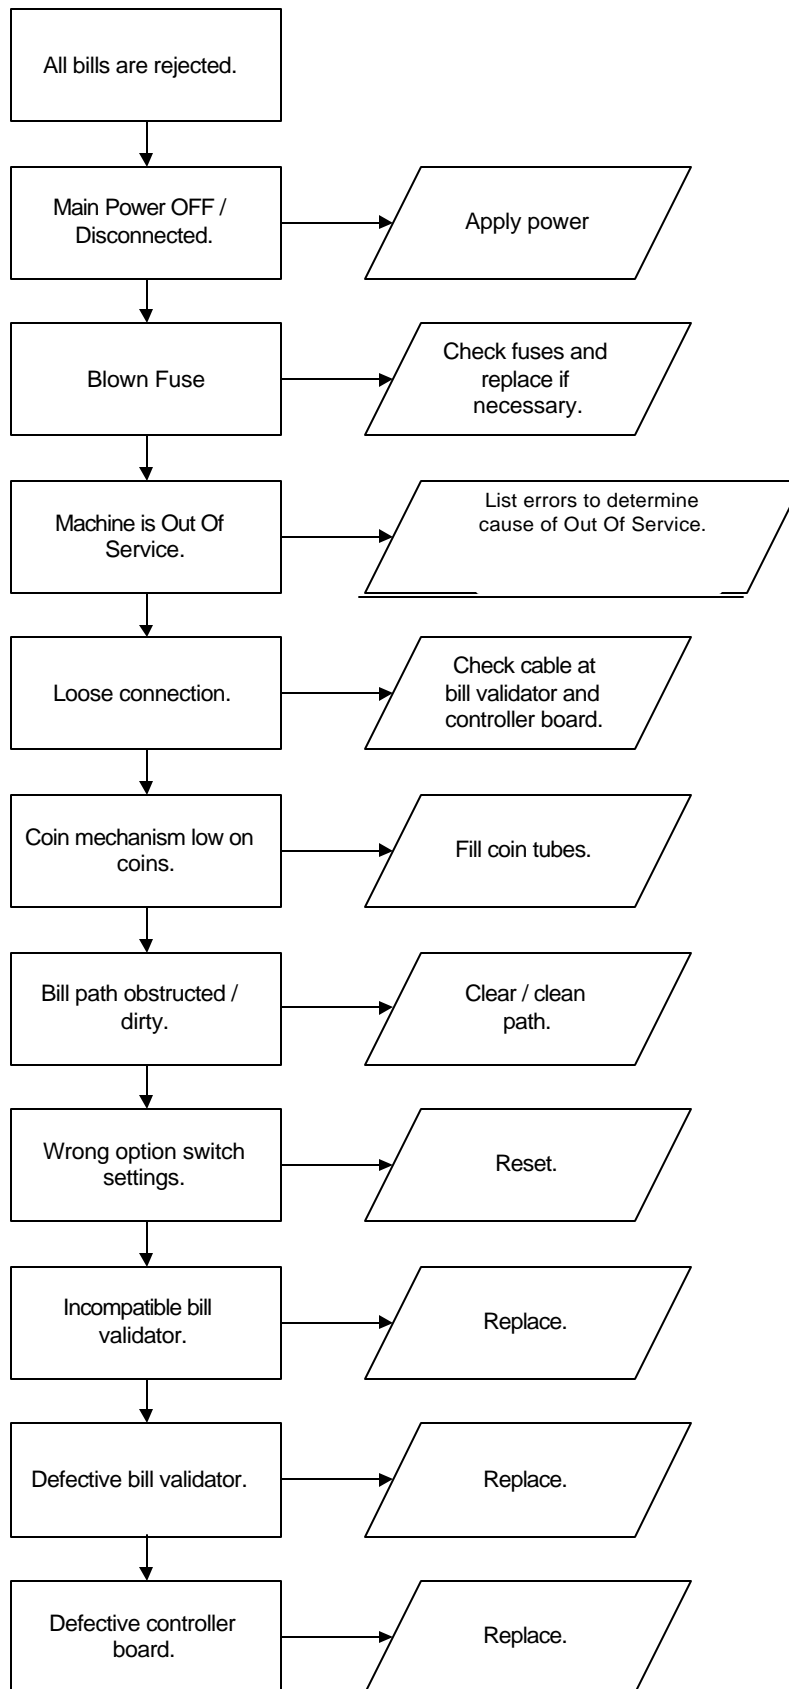 All bills are rejected.
Main Power OFF /
Disconnected.
Apply power
Blown Fuse
Check fuses and
replace if
necessary.
Machine is Out Of
Service.
List errors to determine
cause of Out Of Service.
Loose connection.
Check cable at
bill validator and
controller board.
Coin mechanism low on
coins.
Fill coin tubes.
Bill path obstructed /
dirty.
Clear / clean
path.
Wrong option switch
settings.
Reset.
Incompatible bill
validator.
Replace.
Defective bill validator.
Replace.
Defective controller
board.
Replace.